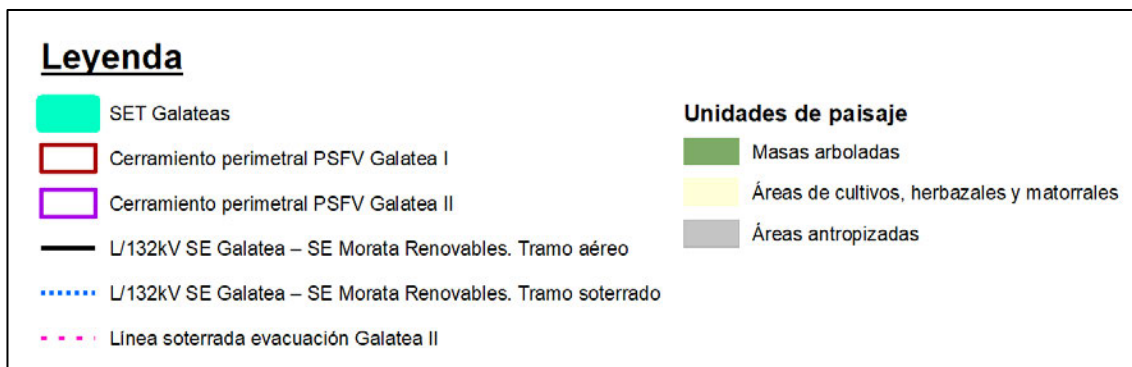 Leyenda
SET Galateas
Cerramiento perimetral PSFV Galatea I
Cerramiento perimetral PSFV Galatea II
L/132kV SE Galatea – SE Morata Renovables. Tramo aéreo
L/132kV SE Galatea – SE Morata Renovables. Tramo soterrado
Línea soterrada evacuación Galatea II
Unidades de paisaje
Masas arboladas
Áreas de cultivos, herbazales y matorrales
Áreas antropizadas